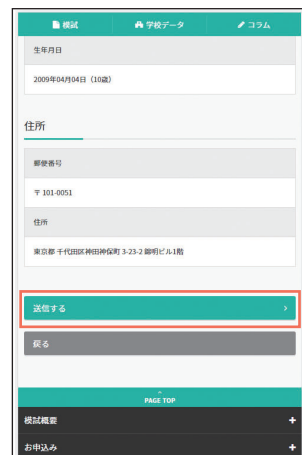 模試 学校データ コラム
生年月日
2009年04月04日（10歳）
住所
郵便番号
〒 101-0051
住所
東京都 千代田区神田神保町 3-23-2 錦明ビル1階
送信する
戻る
PAGE TOP
模試概要
お申込み